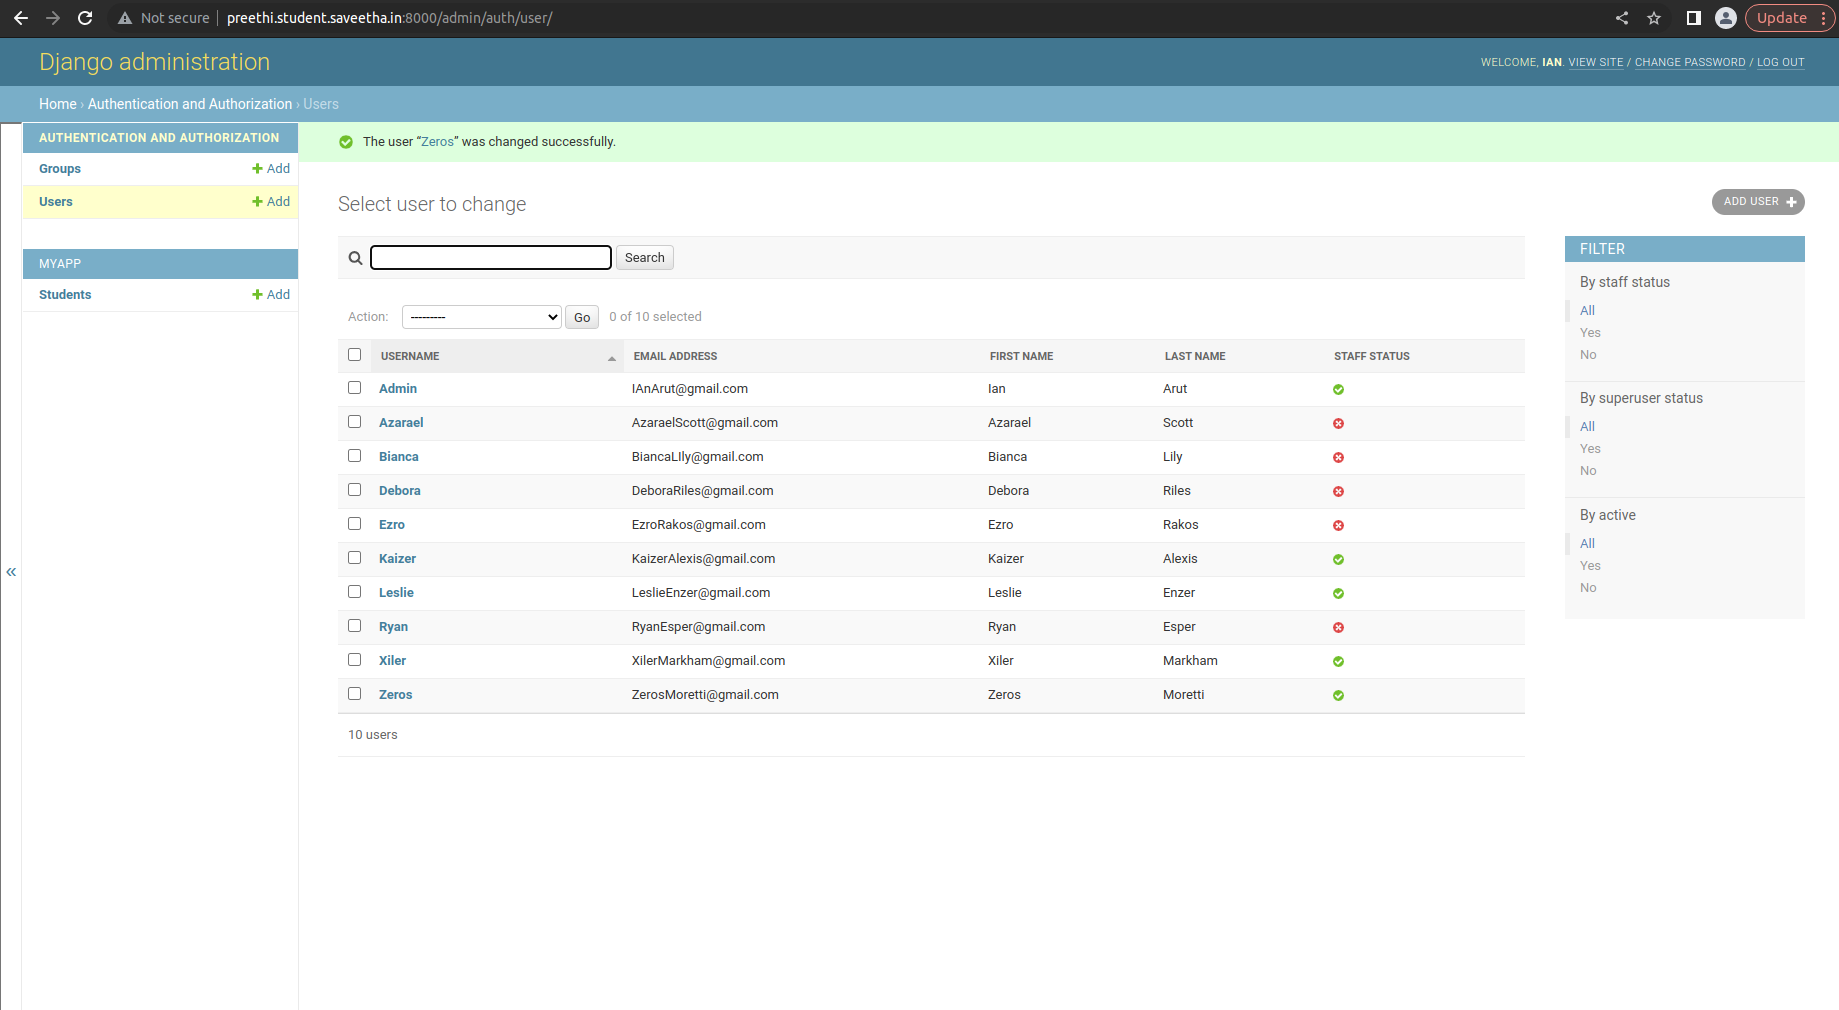 Not secure | preethi.student.saveetha.in:8000/admin/auth/user/ Update
Django administration
WELCOME, IAN. VIEW SITE / CHANGE PASSWORD / LOG OUT
Home › Authentication and Authorization › Users
AUTHENTICATION AND AUTHORIZATION
Groups + Add
Users + Add
MYAPP
Students + Add
«
The user “Zeros” was changed successfully.
Select user to change
ADD USER +
Search
Action: --------- Go 0 of 10 selected
USERNAME EMAIL ADDRESS FIRST NAME LAST NAME STAFF STATUS
Admin IAnArut@gmail.com Ian Arut
Azarael AzaraelScott@gmail.com Azarael Scott
Bianca BiancaLIly@gmail.com Bianca Lily
Debora DeboraRiles@gmail.com Debora Riles
Ezro EzroRakos@gmail.com Ezro Rakos
Kaizer KaizerAlexis@gmail.com Kaizer Alexis
Leslie LeslieEnzer@gmail.com Leslie Enzer
Ryan RyanEsper@gmail.com Ryan Esper
Xiler XilerMarkham@gmail.com Xiler Markham
Zeros ZerosMoretti@gmail.com Zeros Moretti
10 users
FILTER
By staff status
All
Yes
No
By superuser status
All
Yes
No
By active
All
Yes
No